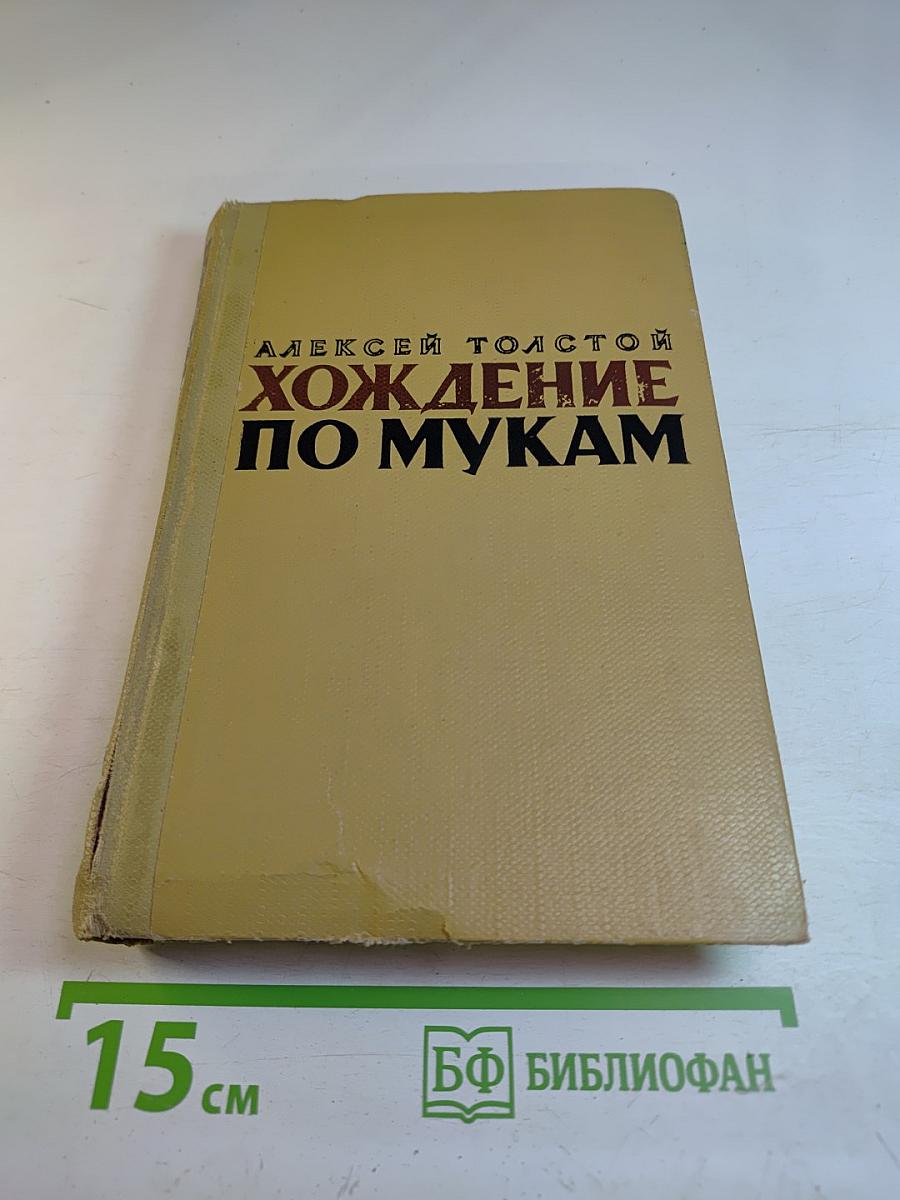 АЛЕКСЕЙ ТОЛСТОЙ
ХОЖДЕНИЕ
ПО МУКАМ
15 см
БФ БИБЛИОФАН